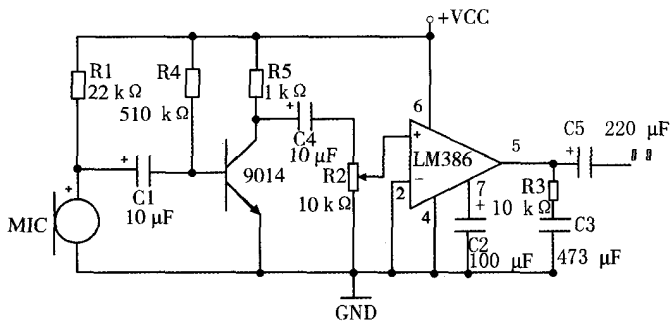 +VCC
R1
22 kΩ
R4
510 kΩ
R5
1 kΩ
C4
10 μF
R2
10 kΩ
9014
C1
10 μF
MIC
+
+
+
+
−
LM386
6
5
2
4
7
+
10 kΩ
R3
C2
100 μF
C3
473 μF
C5
+
220 μF
GND